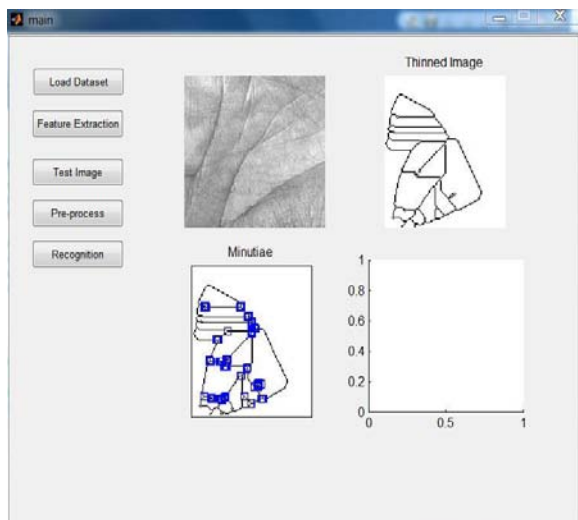 main
Load Dataset
Feature Extraction
Test Image
Pre-process
Recognition
Thinned Image
Minutiae
1
0.8
0.6
0.4
0.2
0
0
0.5
1